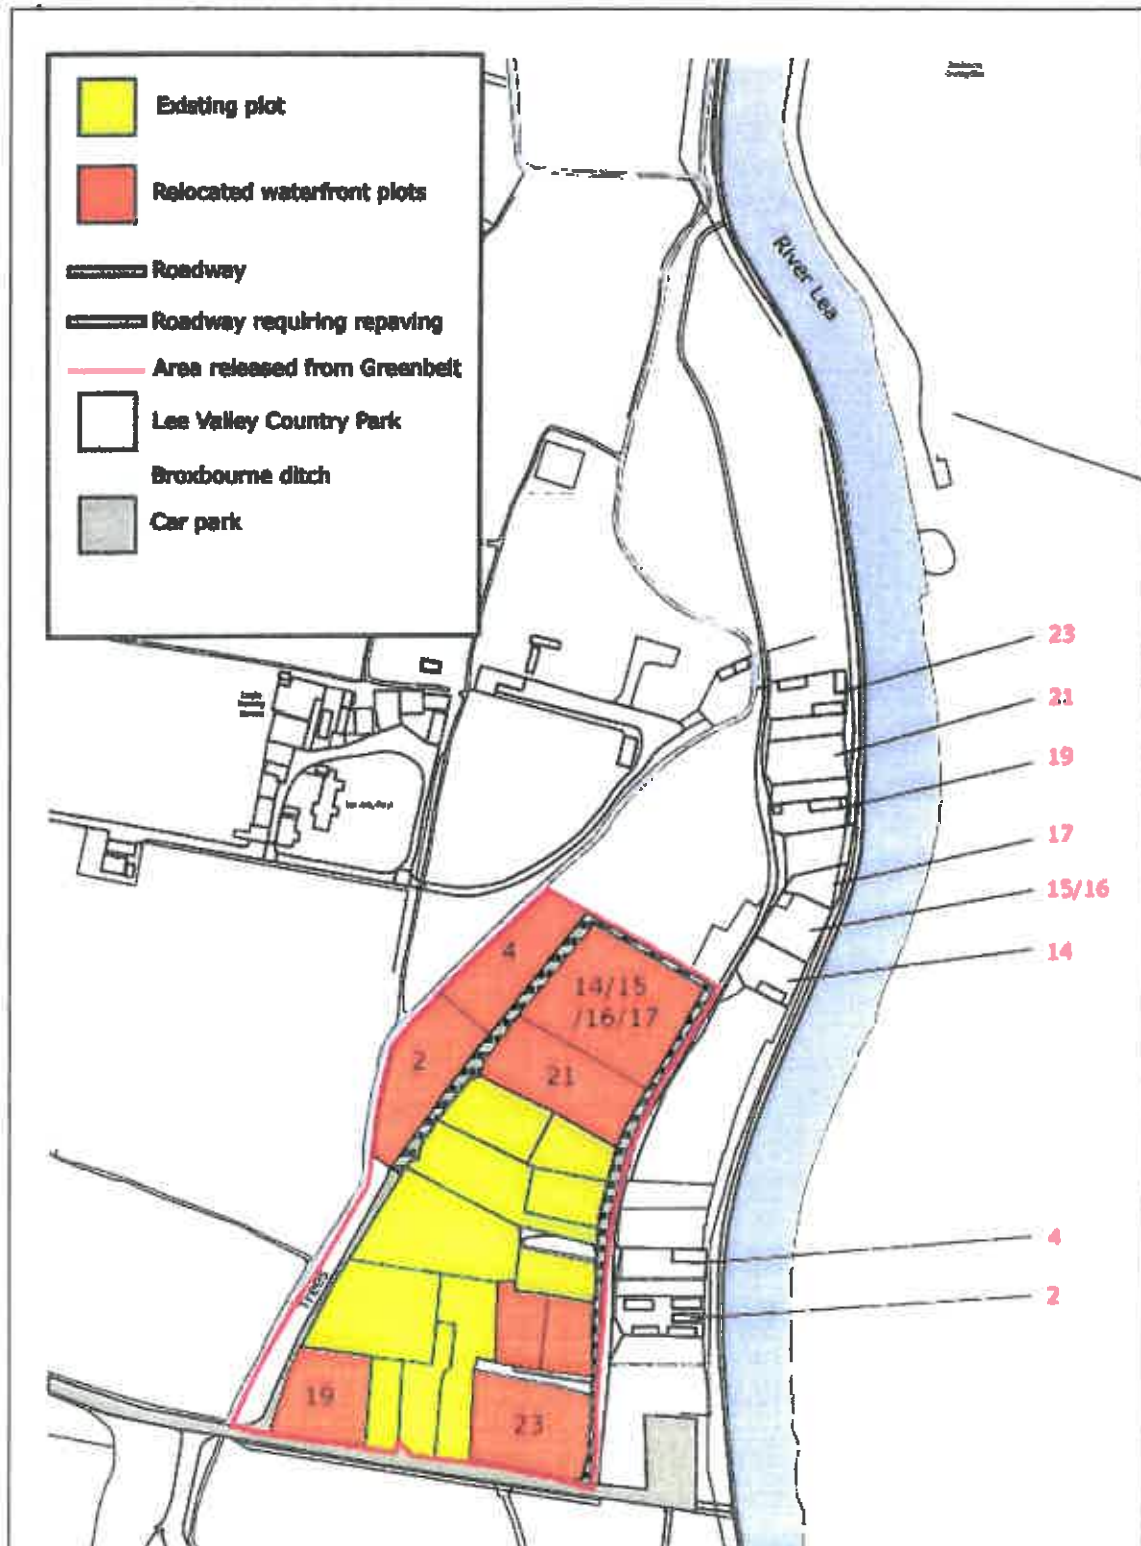 Existing plot
Relocated waterfront plots
Roadway
Roadway requiring repaving
Area released from Greenbelt
Lee Valley Country Park
Broxbourne ditch
Car park
River Lea
23
21
19
17
15/16
14
4
14/15
/16/17
2
21
4
2
Trees
19
23